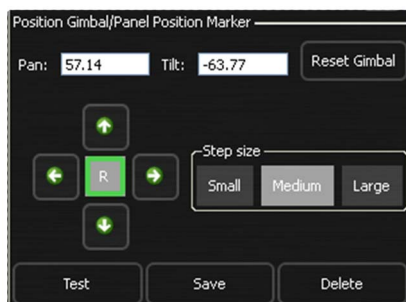 Position Gimbal/Panel Position Marker
Pan: 57.14 Tilt: -63.77 Reset Gimbal
R
Step size
Small Medium Large
Test Save Delete